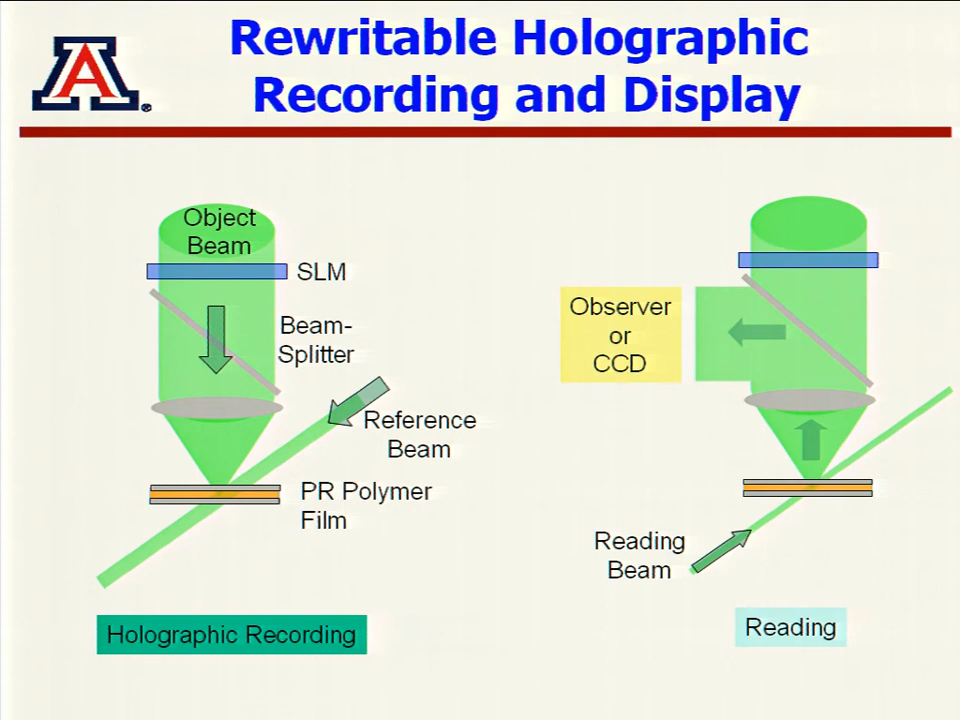 Rewritable Holographic
Recording and Display
A
®
Object
Beam
SLM
Beam-
Splitter
Reference
Beam
PR Polymer
Film
Holographic Recording
Observer
or
CCD
Reading
Beam
Reading